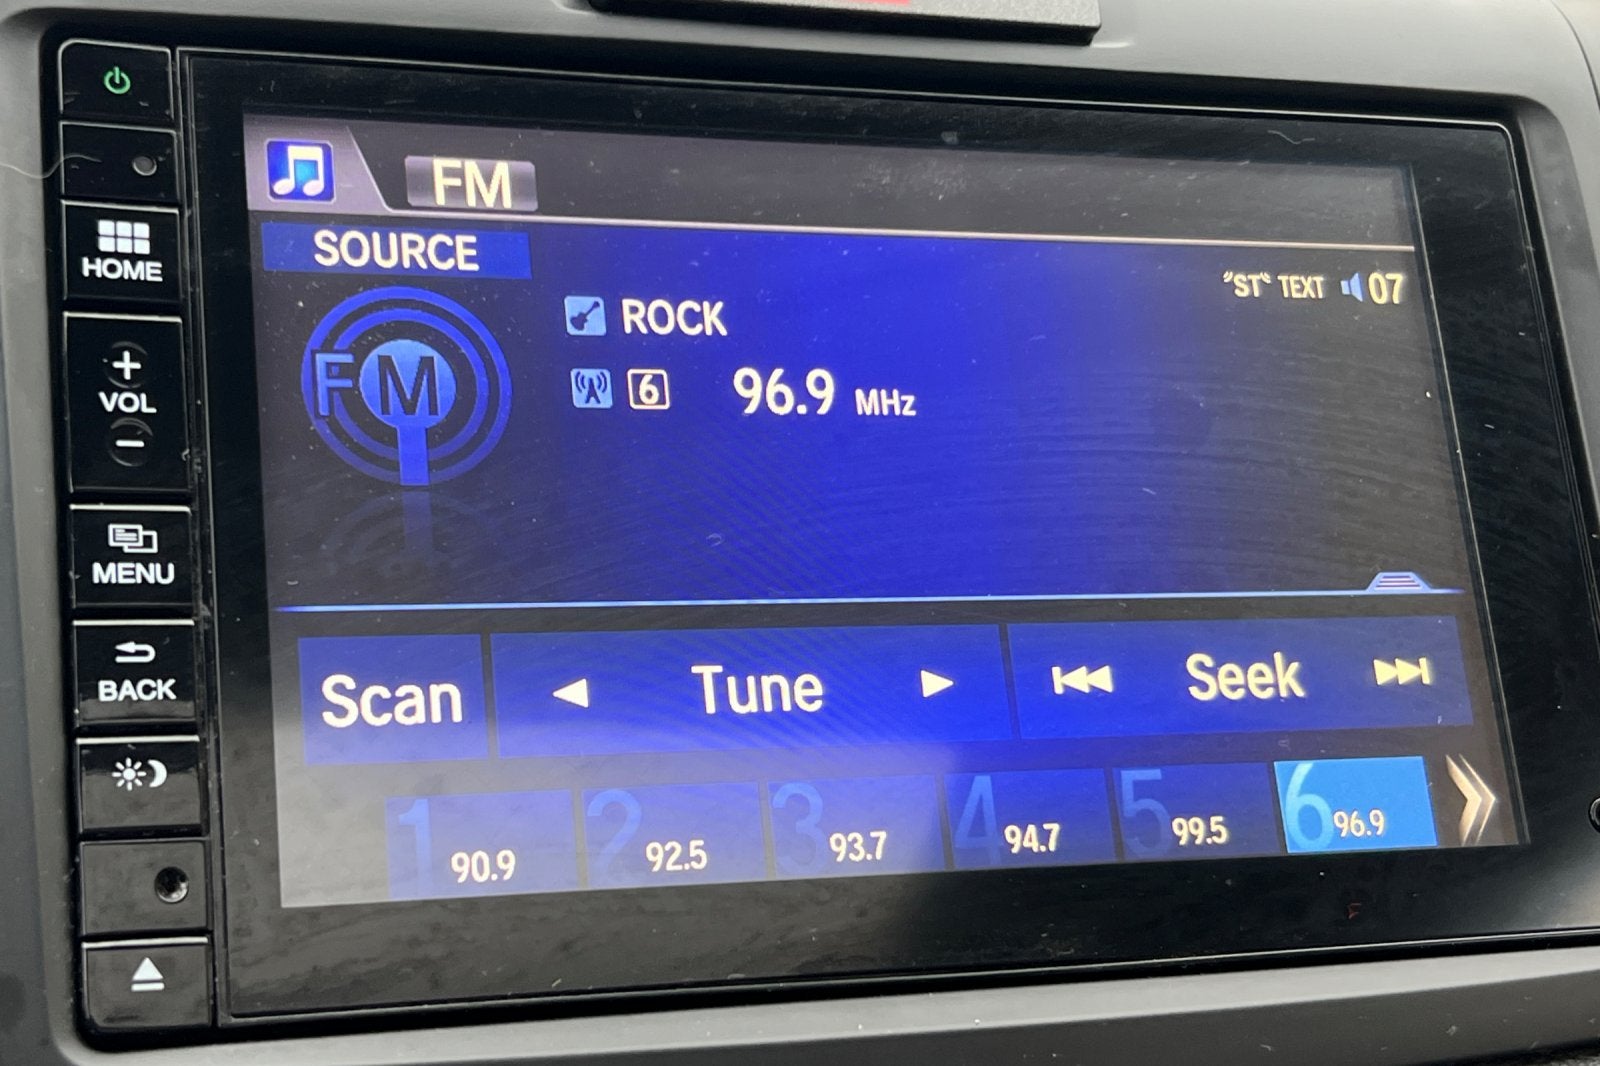 FM
SOURCE
"ST" TEXT 07
FM
ROCK
6 96.9 MHz
HOME
+
VOL
-
MENU
BACK
Scan Tune Seek
1 90.9 2 92.5 3 93.7 4 94.7 5 99.5 6 96.9